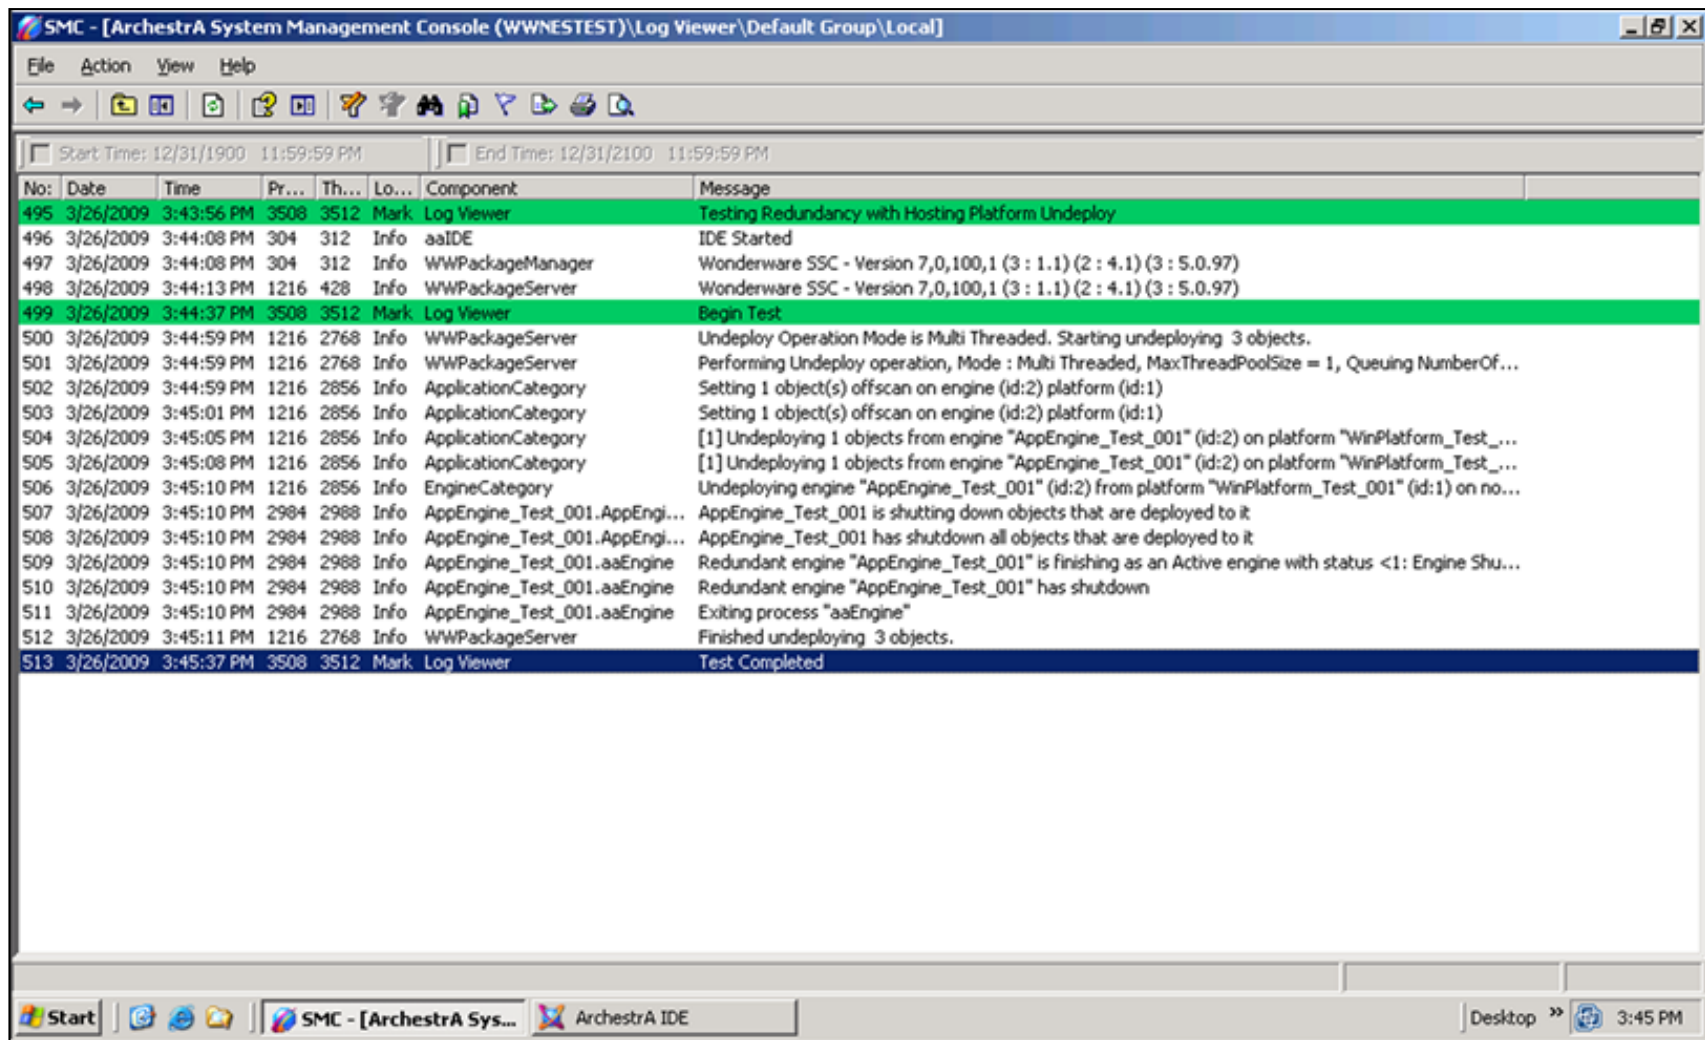 SMC - [ArchestrA System Management Console (WWNESTEST)\Log Viewer\Default Group\Local]
File Action View Help
Start Time: 12/31/1900 11:59:59 PM End Time: 12/31/2100 11:59:59 PM
No: Date Time Pr... Th... Lo... Component Message
495 3/26/2009 3:43:56 PM 3508 3512 Mark Log Viewer Testing Redundancy with Hosting Platform Undeploy
496 3/26/2009 3:44:08 PM 304 312 Info aaIDE IDE Started
497 3/26/2009 3:44:08 PM 304 312 Info WWPackageManager Wonderware SSC - Version 7,0,100,1 (3 : 1.1) (2 : 4.1) (3 : 5.0.97)
498 3/26/2009 3:44:13 PM 1216 428 Info WWPackageServer Wonderware SSC - Version 7,0,100,1 (3 : 1.1) (2 : 4.1) (3 : 5.0.97)
499 3/26/2009 3:44:37 PM 3508 3512 Mark Log Viewer Begin Test
500 3/26/2009 3:44:59 PM 1216 2768 Info WWPackageServer Undeploy Operation Mode is Multi Threaded. Starting undeploying 3 objects.
501 3/26/2009 3:44:59 PM 1216 2768 Info WWPackageServer Performing Undeploy operation, Mode : Multi Threaded, MaxThreadPoolSize = 1, Queuing NumberOf...
502 3/26/2009 3:44:59 PM 1216 2856 Info ApplicationCategory Setting 1 object(s) offscan on engine (id:2) platform (id:1)
503 3/26/2009 3:45:01 PM 1216 2856 Info ApplicationCategory Setting 1 object(s) offscan on engine (id:2) platform (id:1)
504 3/26/2009 3:45:05 PM 1216 2856 Info ApplicationCategory [1] Undeploying 1 objects from engine "AppEngine_Test_001" (id:2) on platform "WinPlatform_Test_...
505 3/26/2009 3:45:08 PM 1216 2856 Info ApplicationCategory [1] Undeploying 1 objects from engine "AppEngine_Test_001" (id:2) on platform "WinPlatform_Test_...
506 3/26/2009 3:45:10 PM 1216 2856 Info EngineCategory Undeploying engine "AppEngine_Test_001" (id:2) from platform "WinPlatform_Test_001" (id:1) on no...
507 3/26/2009 3:45:10 PM 2984 2988 Info AppEngine_Test_001.AppEngi... AppEngine_Test_001 is shutting down objects that are deployed to it
508 3/26/2009 3:45:10 PM 2984 2988 Info AppEngine_Test_001.AppEngi... AppEngine_Test_001 has shutdown all objects that are deployed to it
509 3/26/2009 3:45:10 PM 2984 2988 Info AppEngine_Test_001.aaEngine Redundant engine "AppEngine_Test_001" is finishing as an Active engine with status <1: Engine Shu...
510 3/26/2009 3:45:10 PM 2984 2988 Info AppEngine_Test_001.aaEngine Redundant engine "AppEngine_Test_001" has shutdown
511 3/26/2009 3:45:10 PM 2984 2988 Info AppEngine_Test_001.aaEngine Exiting process "aaEngine"
512 3/26/2009 3:45:11 PM 1216 2768 Info WWPackageServer Finished undeploying 3 objects.
513 3/26/2009 3:45:37 PM 3508 3512 Mark Log Viewer Test Completed
Start SMC - [ArchestrA Sys... ArchestrA IDE Desktop » 3:45 PM